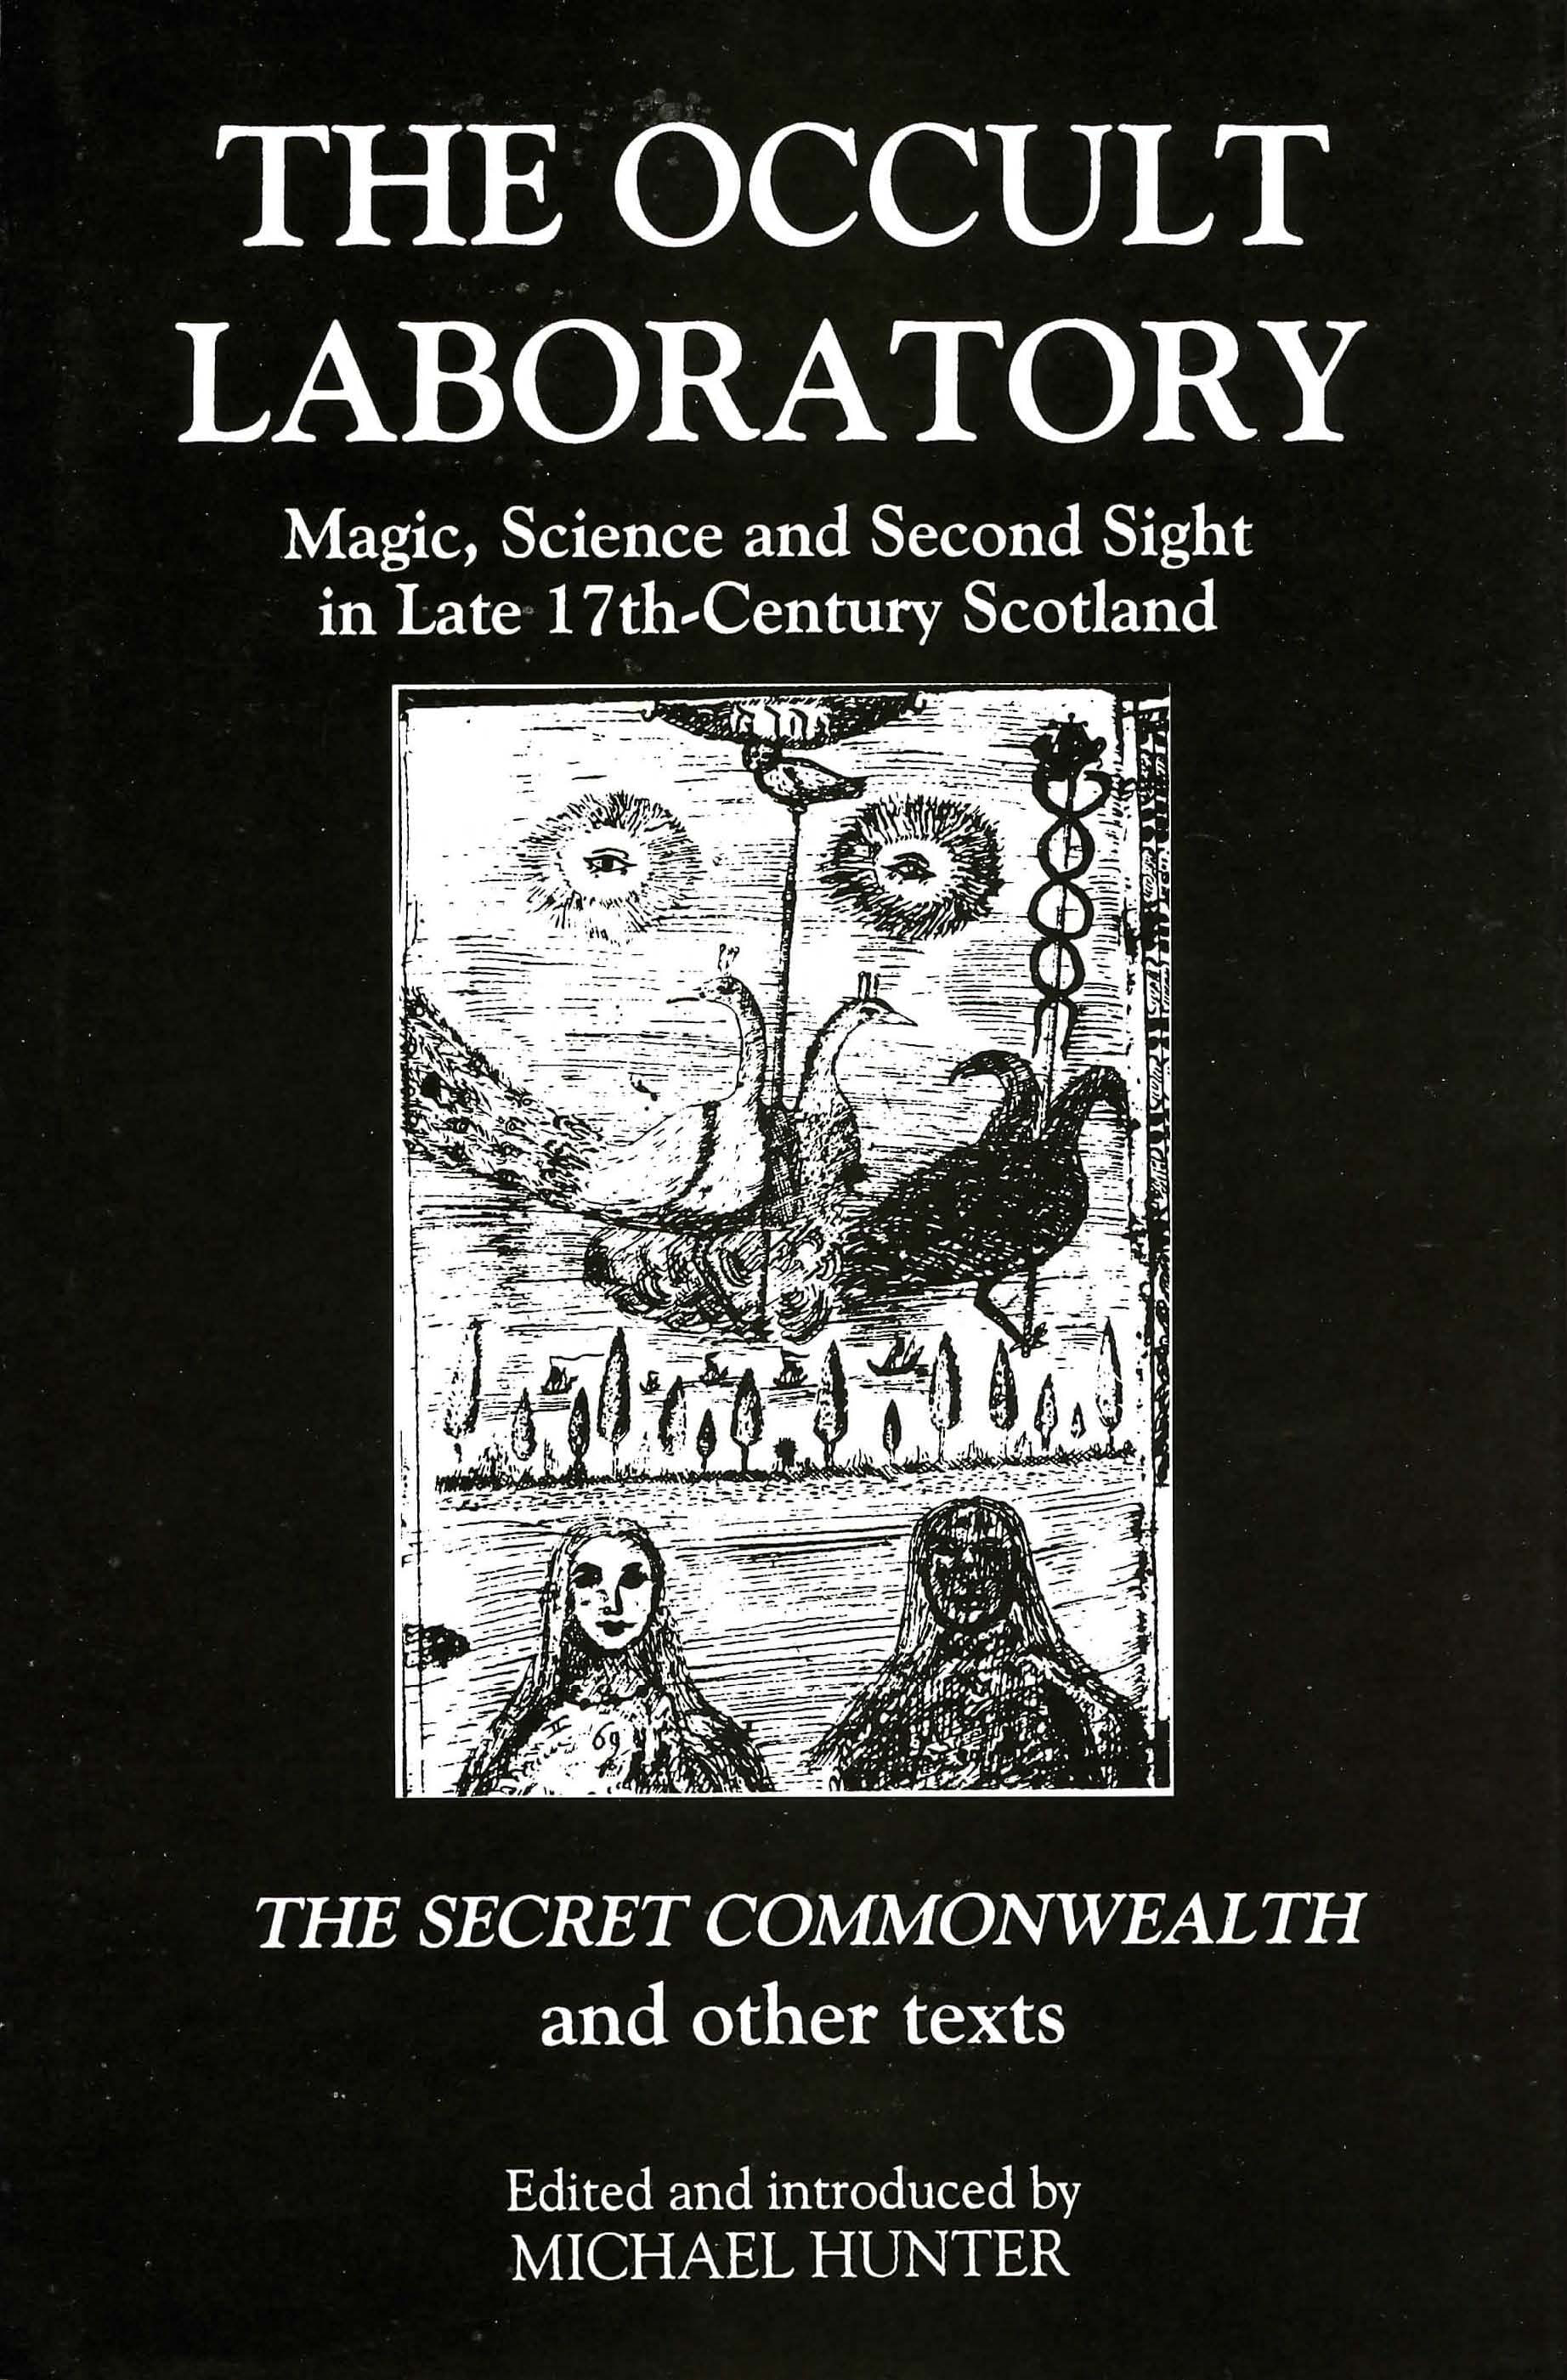 THE OCCULT
LABORATORY
Magic, Science and Second Sight
in Late 17th-Century Scotland
THE SECRET COMMONWEALTH
and other texts
Edited and introduced by
MICHAEL HUNTER